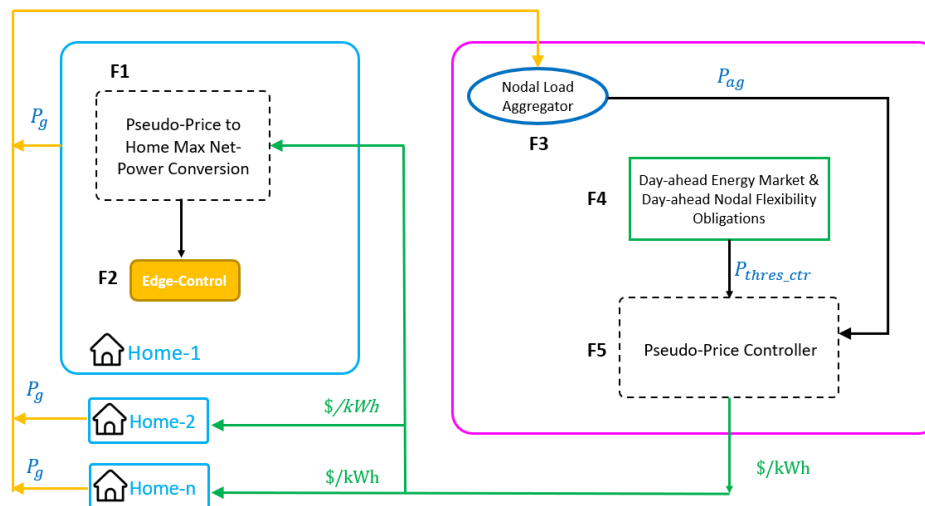 F1
P_g
Pseudo-Price to
Home Max Net-
Power Conversion
F2
Edge-Control
Home-1
P_g
Home-2
$/kWh
P_g
Home-n
$/kWh
Nodal Load
Aggregator
P_ag
F3
F4
Day-ahead Energy Market &
Day-ahead Nodal Flexibility
Obligations
P_thres_ctr
F5
Pseudo-Price Controller
$/kWh